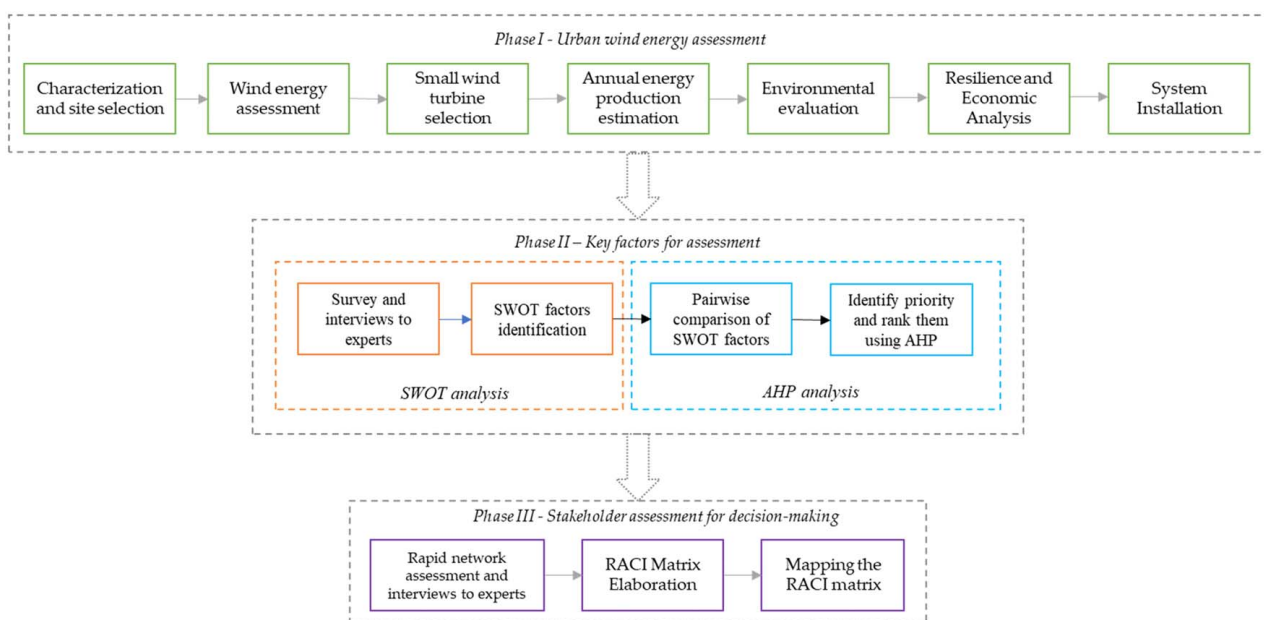 Phase I - Urban wind energy assessment
Characterization
and site selection
Wind energy
assessment
Small wind
turbine
selection
Annual energy
production
estimation
Environmental
evaluation
Resilience and
Economic
Analysis
System
Installation
Phase II – Key factors for assessment
Survey and
interviews to
experts
SWOT factors
identification
Pairwise
comparison of
SWOT factors
Identify priority
and rank them
using AHP
SWOT analysis
AHP analysis
Phase III - Stakeholder assessment for decision-making
Rapid network
assessment and
interviews to experts
RACI Matrix
Elaboration
Mapping the
RACI matrix